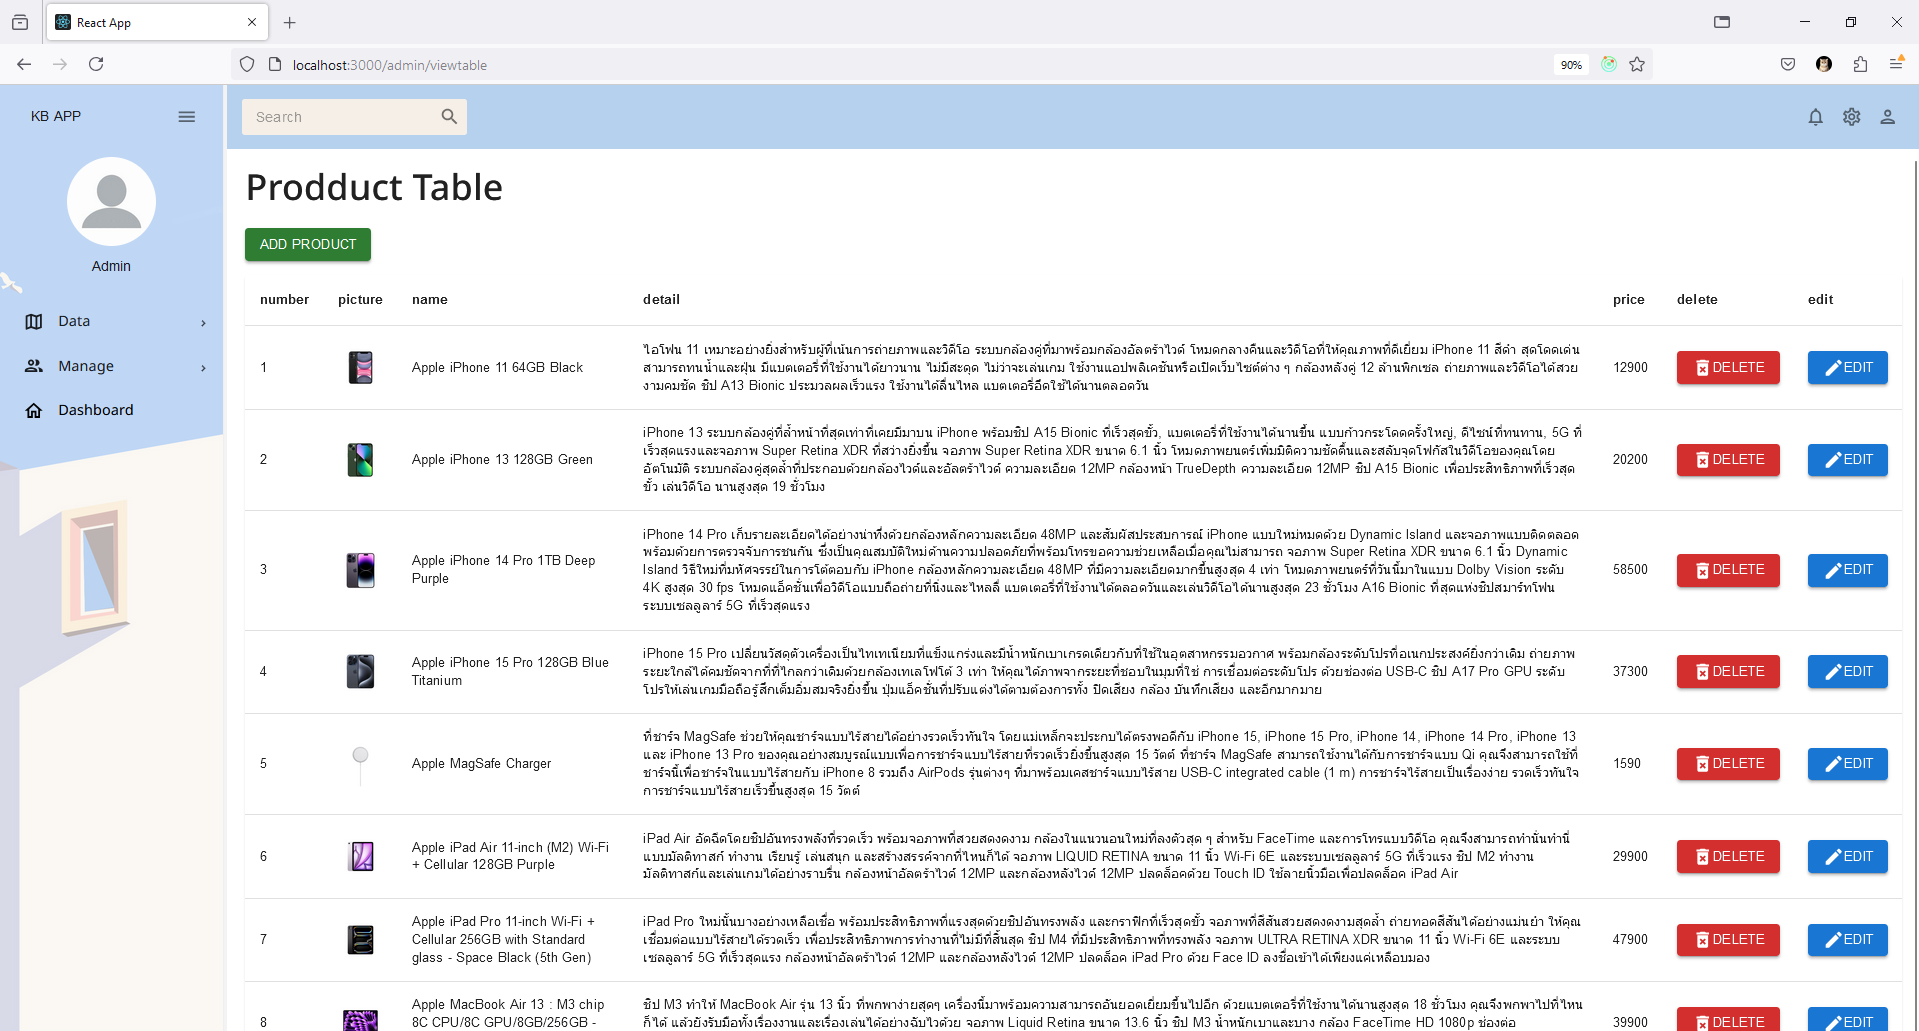 React App
localhost:3000/admin/viewtable
90%
KB APP
Search
Admin
Data
Manage
Dashboard
Prodduct Table
ADD PRODUCT
number picture name detail price delete edit
1 Apple iPhone 11 64GB Black
ไอโฟน 11 เหมาะอย่างยิ่งสำหรับผู้ที่เน้นการถ่ายภาพและวิดีโอ ระบบกล้องคู่ที่มาพร้อมกล้องอัลตร้าไวด์ โหมดกลางคืนและวิดีโอที่ให้คุณภาพที่ดีเยี่ยม iPhone 11 สีดำ สุดโดดเด่น
สามารถทนน้ำและฝุ่น มีแบตเตอรี่ที่ใช้งานได้ยาวนาน ไม่มีสะดุด ไม่ว่าจะเล่นเกม ใช้งานแอปพลิเคชันหรือเปิดเว็บไซต์ต่าง ๆ กล้องหลังคู่ 12 ล้านพิกเซล ถ่ายภาพและวิดีโอได้สวย
งามคมชัด ชิป A13 Bionic ประมวลผลเร็วแรง ใช้งานได้ลื่นไหล แบตเตอรี่อึดใช้ได้นานตลอดวัน
12900 DELETE EDIT
2 Apple iPhone 13 128GB Green
iPhone 13 ระบบกล้องคู่ที่ล้ำหน้าที่สุดเท่าที่เคยมีมาบน iPhone พร้อมชิป A15 Bionic ที่เร็วสุดขั้ว, แบตเตอรี่ที่ใช้งานได้นานขึ้น แบบก้าวกระโดดครั้งใหญ่, ดีไซน์ที่ทนทาน, 5G ที่
เร็วสุดแรงและจอภาพ Super Retina XDR ที่สว่างยิ่งขึ้น จอภาพ Super Retina XDR ขนาด 6.1 นิ้ว โหมดภาพยนตร์เพิ่มมิติความชัดตื้นและสลับจุดโฟกัสในวิดีโอของคุณโดย
อัตโนมัติ ระบบกล้องคู่สุดล้ำที่ประกอบด้วยกล้องไวด์และอัลตร้าไวด์ ความละเอียด 12MP กล้องหน้า TrueDepth ความละเอียด 12MP ชิป A15 Bionic เพื่อประสิทธิภาพที่เร็วสุด
ขั้ว เล่นวิดีโอ นานสูงสุด 19 ชั่วโมง
20200 DELETE EDIT
3 Apple iPhone 14 Pro 1TB Deep
Purple
iPhone 14 Pro เก็บรายละเอียดได้อย่างน่าทึ่งด้วยกล้องหลักความละเอียด 48MP และสัมผัสประสบการณ์ iPhone แบบใหม่หมดด้วย Dynamic Island และจอภาพแบบติดตลอด
พร้อมด้วยการตรวจจับการชนกัน ซึ่งเป็นคุณสมบัติใหม่ด้านความปลอดภัยที่พร้อมโทรขอความช่วยเหลือเมื่อคุณไม่สามารถ จอภาพ Super Retina XDR ขนาด 6.1 นิ้ว Dynamic
Island วิธีใหม่ที่มหัศจรรย์ในการโต้ตอบกับ iPhone กล้องหลักความละเอียด 48MP ที่มีความละเอียดมากขึ้นสูงสุด 4 เท่า โหมดภาพยนตร์ที่วันนี้มาในแบบ Dolby Vision ระดับ
4K สูงสุด 30 fps โหมดแอ็คชั่นเพื่อวิดีโอแบบถือถ่ายที่นิ่งและไหลลื่ แบตเตอรี่ที่ใช้งานได้ตลอดวันและเล่นวิดีโอได้นานสูงสุด 23 ชั่วโมง A16 Bionic ที่สุดแห่งชิปสมาร์ทโฟน
ระบบเซลลูลาร์ 5G ที่เร็วสุดแรง
58500 DELETE EDIT
4 Apple iPhone 15 Pro 128GB Blue
Titanium
iPhone 15 Pro เปลี่ยนวัสดุตัวเครื่องเป็นไทเทเนียมที่แข็งแกร่งและมีน้ำหนักเบาเกรดเดียวกับที่ใช้ในอุตสาหกรรมอวกาศ พร้อมกล้องระดับโปรที่อเนกประสงค์ยิ่งกว่าเดิม ถ่ายภาพ
ระยะใกล้ได้คมชัดจากที่ที่ไกลกว่าเดิมด้วยกล้องเทเลโฟโต้ 3 เท่า ให้คุณได้ภาพจากระยะที่ชอบในมุมที่ใช่ การเชื่อมต่อระดับโปร ด้วยช่องต่อ USB-C ชิป A17 Pro GPU ระดับ
โปรให้เล่นเกมมือถือรู้สึกเต็มอิ่มสมจริงยิ่งขึ้น ปุ่มแอ็คชั่นที่ปรับแต่งได้ตามต้องการทั้ง ปิดเสียง กล้อง บันทึกเสียง และอีกมากมาย
37300 DELETE EDIT
5 Apple MagSafe Charger
ที่ชาร์จ MagSafe ช่วยให้คุณชาร์จแบบไร้สายได้อย่างรวดเร็วทันใจ โดยแม่เหล็กจะประกบได้ตรงพอดีกับ iPhone 15, iPhone 15 Pro, iPhone 14, iPhone 14 Pro, iPhone 13
และ iPhone 13 Pro ของคุณอย่างสมบูรณ์แบบเพื่อการชาร์จแบบไร้สายที่รวดเร็วยิ่งขึ้นสูงสุด 15 วัตต์ ที่ชาร์จ MagSafe สามารถใช้งานได้กับการชาร์จแบบ Qi คุณจึงสามารถใช้ที่
ชาร์จนี้เพื่อชาร์จในแบบไร้สายกับ iPhone 8 รวมถึง AirPods รุ่นต่างๆ ที่มาพร้อมเคสชาร์จแบบไร้สาย USB-C integrated cable (1 m) การชาร์จไร้สายเป็นเรื่องง่าย รวดเร็วทันใจ
การชาร์จแบบไร้สายเร็วขึ้นสูงสุด 15 วัตต์
1590 DELETE EDIT
6 Apple iPad Air 11-inch (M2) Wi-Fi
+ Cellular 128GB Purple
iPad Air อัดฉีดโดยชิปอันทรงพลังที่รวดเร็ว พร้อมจอภาพที่สวยสดงดงาม กล้องในแนวนอนใหม่ที่ลงตัวสุด ๆ สำหรับ FaceTime และการโทรแบบวิดีโอ คุณจึงสามารถทำนั่นทำนี่
แบบมัลติทาสก์ ทำงาน เรียนรู้ เล่นสนุก และสร้างสรรค์จากที่ไหนก็ได้ จอภาพ LIQUID RETINA ขนาด 11 นิ้ว Wi-Fi 6E และระบบเซลลูลาร์ 5G ที่เร็วแรง ชิป M2 ทำงาน
มัลติทาสก์และเล่นเกมได้อย่างราบรื่น กล้องหน้าอัลตร้าไวด์ 12MP และกล้องหลังไวด์ 12MP ปลดล็อคด้วย Touch ID ใช้ลายนิ้วมือเพื่อปลดล็อค iPad Air
29900 DELETE EDIT
7 Apple iPad Pro 11-inch Wi-Fi +
Cellular 256GB with Standard
glass - Space Black (5th Gen)
iPad Pro ใหม่นั้นบางอย่างเหลือเชื่อ พร้อมประสิทธิภาพที่แรงสุดด้วยชิปอันทรงพลัง และกราฟิกที่เร็วสุดขั้ว จอภาพที่สีสันสวยสดงดงามสุดล้ำ ถ่ายทอดสีสันได้อย่างแม่นยำ ให้คุณ
เชื่อมต่อแบบไร้สายได้รวดเร็ว เพื่อประสิทธิภาพการทำงานที่ไม่มีที่สิ้นสุด ชิป M4 ที่มีประสิทธิภาพที่ทรงพลัง จอภาพ ULTRA RETINA XDR ขนาด 11 นิ้ว Wi-Fi 6E และระบบ
เซลลูลาร์ 5G ที่เร็วสุดแรง กล้องหน้าอัลตร้าไวด์ 12MP และกล้องหลังไวด์ 12MP ปลดล็อค iPad Pro ด้วย Face ID ลงชื่อเข้าได้เพียงแค่เหลือบมอง
47900 DELETE EDIT
8 Apple MacBook Air 13 : M3 chip
8C CPU/8C GPU/8GB/256GB -
ชิป M3 ทำให้ MacBook Air รุ่น 13 นิ้ว ที่พกพาง่ายสุดๆ เครื่องนี้มาพร้อมความสามารถอันยอดเยี่ยมขึ้นไปอีก ด้วยแบตเตอรี่ที่ใช้งานได้นานสูงสุด 18 ชั่วโมง คุณจึงพกพาไปที่ไหน
ก็ได้ แล้วยังรับมือทั้งเรื่องงานและเรื่องเล่นได้อย่างฉับไวด้วย จอภาพ Liquid Retina ขนาด 13.6 นิ้ว ชิป M3 น้ำหนักเบาและบาง กล้อง FaceTime HD 1080p ช่องต่อ
39900 DELETE EDIT